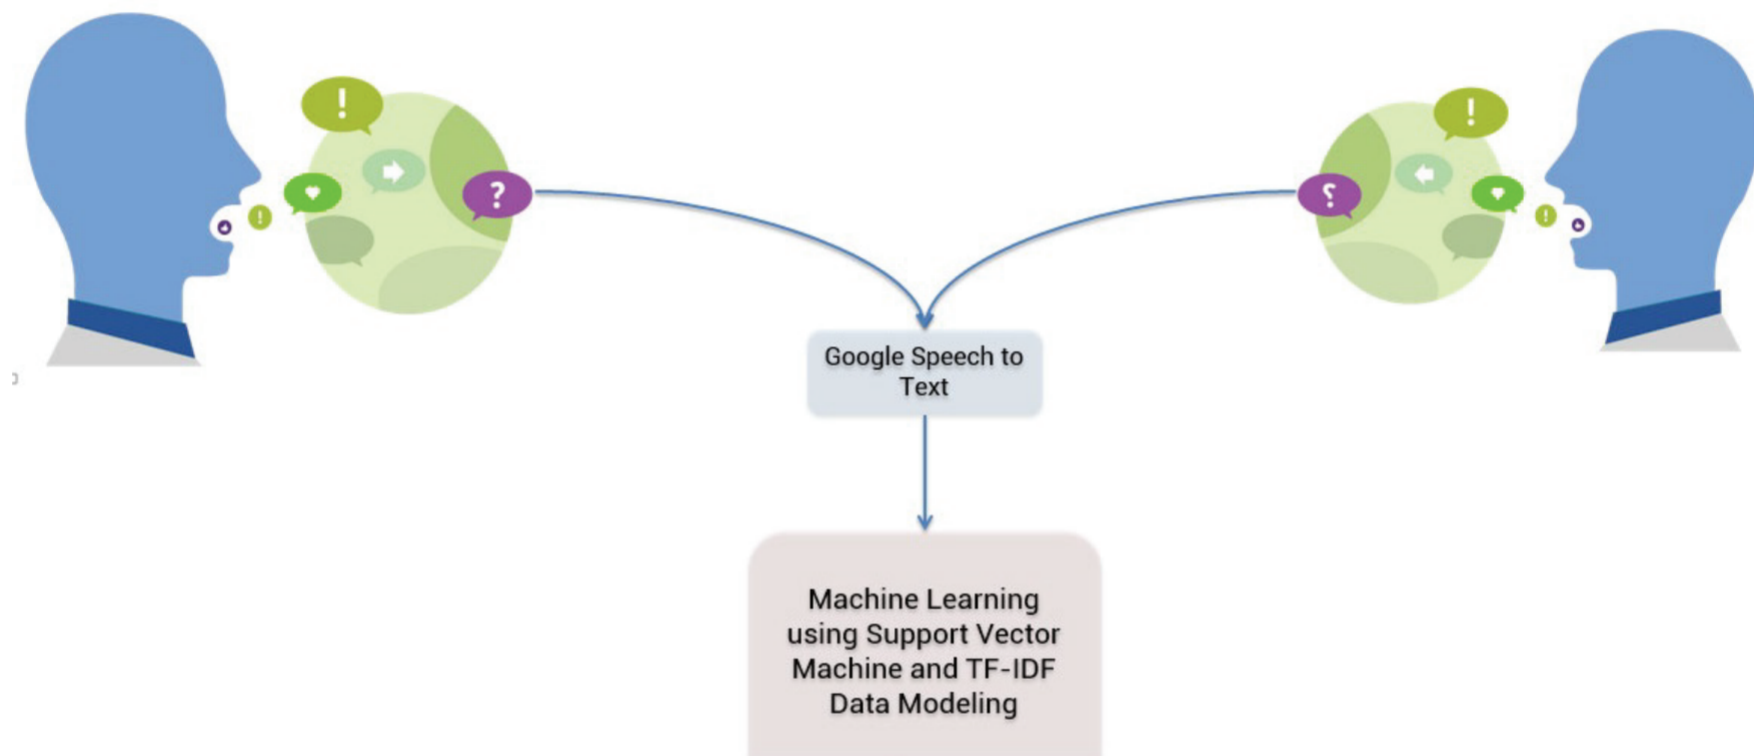 !
?
!
?
!
!
Google Speech to
Text
Machine Learning
using Support Vector
Machine and TF-IDF
Data Modeling